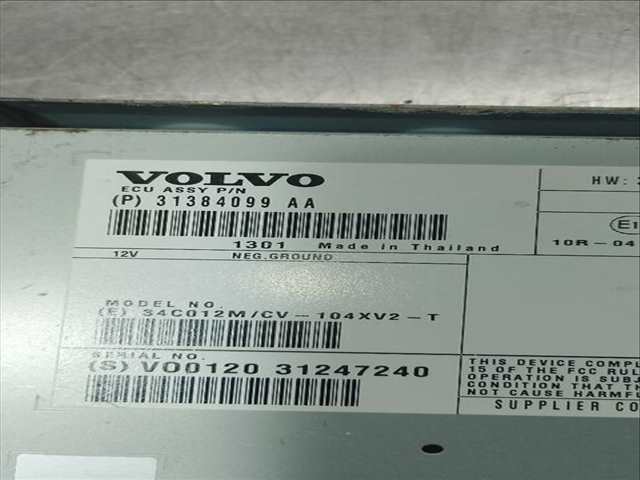 VOLVO
ECU ASSY P/N
(P) 31384099 AA
1301 Made in Thailand
12V NEG.GROUND
MODEL NO.
(E) 34C012M/CV-104XV2-T
SERIAL NO.
(S) V00120 31247240
HW:
E1
10R-04
THIS DEVICE COMPL
15 OF THE FCC RUL
OPERATION IS SUBJ
CONDITION THAT TH
NOT CAUSE HARMFU
SUPPLIER CO